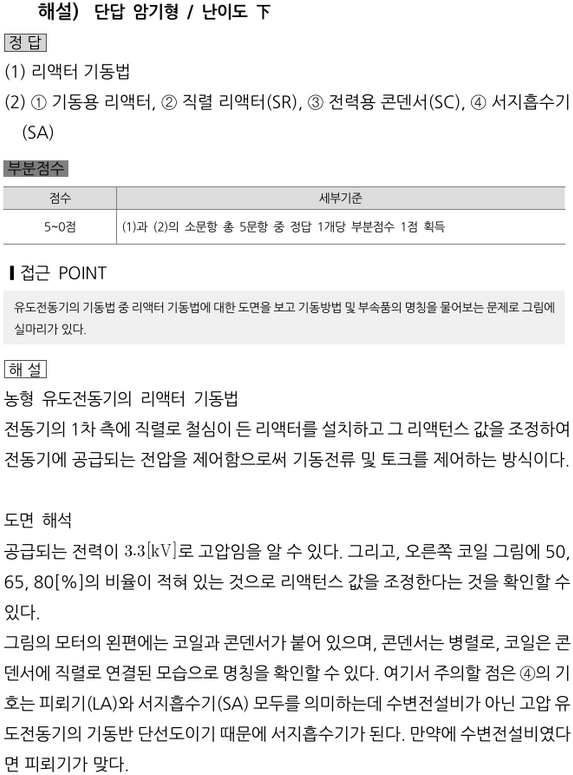 해설) 단답 암기형 / 난이도 下
정 답
(1) 리액터 기동법
(2) ① 기동용 리액터, ② 직렬 리액터(SR), ③ 전력용 콘덴서(SC), ④ 서지흡수기
(SA)
부분점수
점수 세부기준
5~0점 (1)과 (2)의 소문항 총 5문항 중 정답 1개당 부분점수 1점 획득
접근 POINT
유도전동기의 기동법 중 리액터 기동법에 대한 도면을 보고 기동방법 및 부속품의 명칭을 물어보는 문제로 그림에
실마리가 있다.
해 설
농형 유도전동기의 리액터 기동법
전동기의 1차 측에 직렬로 철심이 든 리액터를 설치하고 그 리액턴스 값을 조정하여
전동기에 공급되는 전압을 제어함으로써 기동전류 및 토크를 제어하는 방식이다.
도면 해석
공급되는 전력이 3.3[kV]로 고압임을 알 수 있다. 그리고, 오른쪽 코일 그림에 50,
65, 80[%]의 비율이 적혀 있는 것으로 리액턴스 값을 조정한다는 것을 확인할 수
있다.
그림의 모터의 왼편에는 코일과 콘덴서가 붙어 있으며, 콘덴서는 병렬로, 코일은 콘
덴서에 직렬로 연결된 모습으로 명칭을 확인할 수 있다. 여기서 주의할 점은 ④의 기
호는 피뢰기(LA)와 서지흡수기(SA) 모두를 의미하는데 수변전설비가 아닌 고압 유
도전동기의 기동반 단선도이기 때문에 서지흡수기가 된다. 만약에 수변전설비였다
면 피뢰기가 맞다.